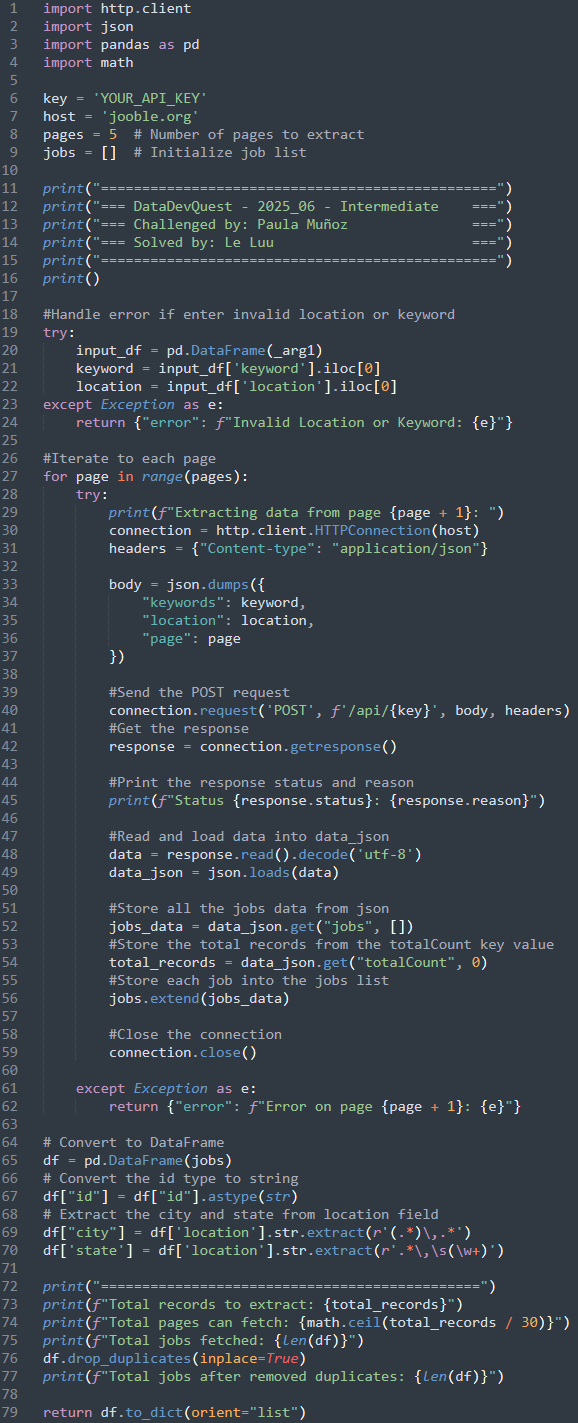 1 import http.client
2 import json
3 import pandas as pd
4 import math
5
6 key = 'YOUR_API_KEY'
7 host = 'jooble.org'
8 pages = 5  # Number of pages to extract
9 jobs = []  # Initialize job list
10
11 print("================================================")
12 print("=== DataDevQuest - 2025_06 - Intermediate    ===")
13 print("=== Challenged by: Paula Muñoz               ===")
14 print("=== Solved by: Le Luu                        ===")
15 print("================================================")
16 print()
17
18 #Handle error if enter invalid location or keyword
19 try:
20     input_df = pd.DataFrame(_arg1)
21     keyword = input_df['keyword'].iloc[0]
22     location = input_df['location'].iloc[0]
23 except Exception as e:
24     return {"error": f"Invalid Location or Keyword: {e}"}
25
26 #Iterate to each page
27 for page in range(pages):
28     try:
29         print(f"Extracting data from page {page + 1}: ")
30         connection = http.client.HTTPConnection(host)
31         headers = {"Content-type": "application/json"}
32
33         body = json.dumps({
34             "keywords": keyword,
35             "location": location,
36             "page": page
37         })
38
39         #Send the POST request
40         connection.request('POST', f'/api/{key}', body, headers)
41         #Get the response
42         response = connection.getresponse()
43
44         #Print the response status and reason
45         print(f"Status {response.status}: {response.reason}")
46
47         #Read and load data into data_json
48         data = response.read().decode('utf-8')
49         data_json = json.loads(data)
50
51         #Store all the jobs data from json
52         jobs_data = data_json.get("jobs", [])
53         #Store the total records from the totalCount key value
54         total_records = data_json.get("totalCount", 0)
55         #Store each job into the jobs list
56         jobs.extend(jobs_data)
57
58         #Close the connection
59         connection.close()
60
61     except Exception as e:
62         return {"error": f"Error on page {page + 1}: {e}"}
63
64 # Convert to DataFrame
65 df = pd.DataFrame(jobs)
66 # Convert the id type to string
67 df["id"] = df["id"].astype(str)
68 # Extract the city and state from location field
69 df["city"] = df['location'].str.extract(r'(.*)\,.*')
70 df['state'] = df['location'].str.extract(r'.*\,\s(\w+)')
71
72 print("==============================================")
73 print(f"Total records to extract: {total_records}")
74 print(f"Total pages can fetch: {math.ceil(total_records / 30)}")
75 print(f"Total jobs fetched: {len(df)}")
76 df.drop_duplicates(inplace=True)
77 print(f"Total jobs after removed duplicates: {len(df)}")
78
79 return df.to_dict(orient="list")